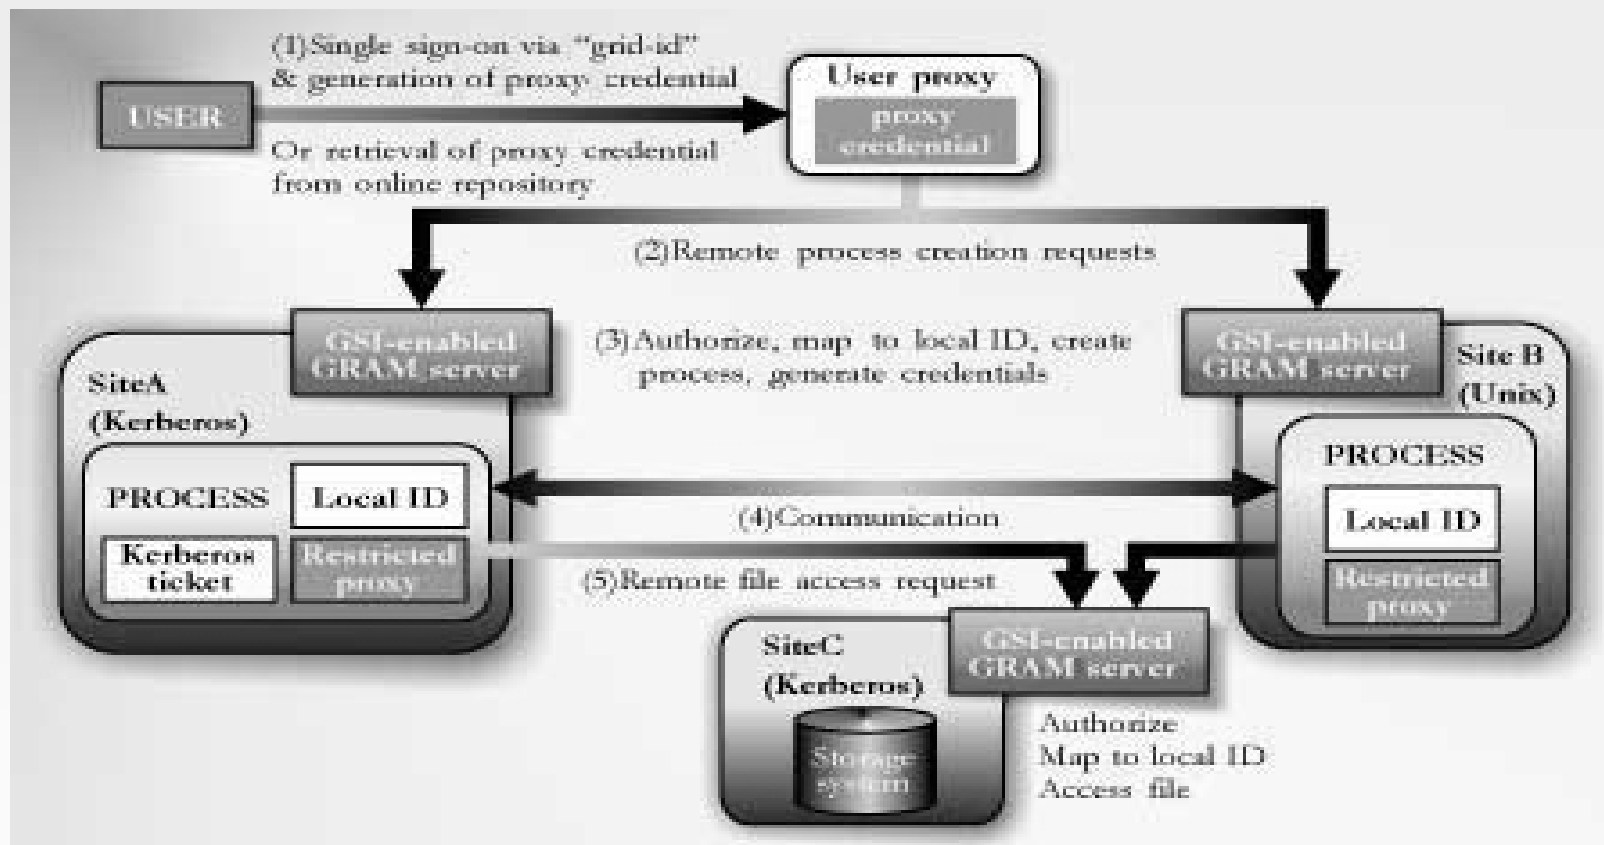 (1)Single sign-on via “grid-id”
& generation of proxy credential
USER
Or retrieval of proxy credential
from online repository
User proxy
proxy
credential
(2)Remote process creation requests
GSI-enabled
GRAM server
(3)Authorize, map to local ID, create
process, generate credentials
GSI-enabled
GRAM server
SiteA
(Kerberos)
Site B
(Unix)
PROCESS
Local ID
Kerberos
ticket
Restricted
proxy
(4)Communication
(5)Remote file access request
PROCESS
Local ID
Restricted
proxy
SiteC
(Kerberos)
GSI-enabled
GRAM server
Storage
system
Authorize
Map to local ID
Access file